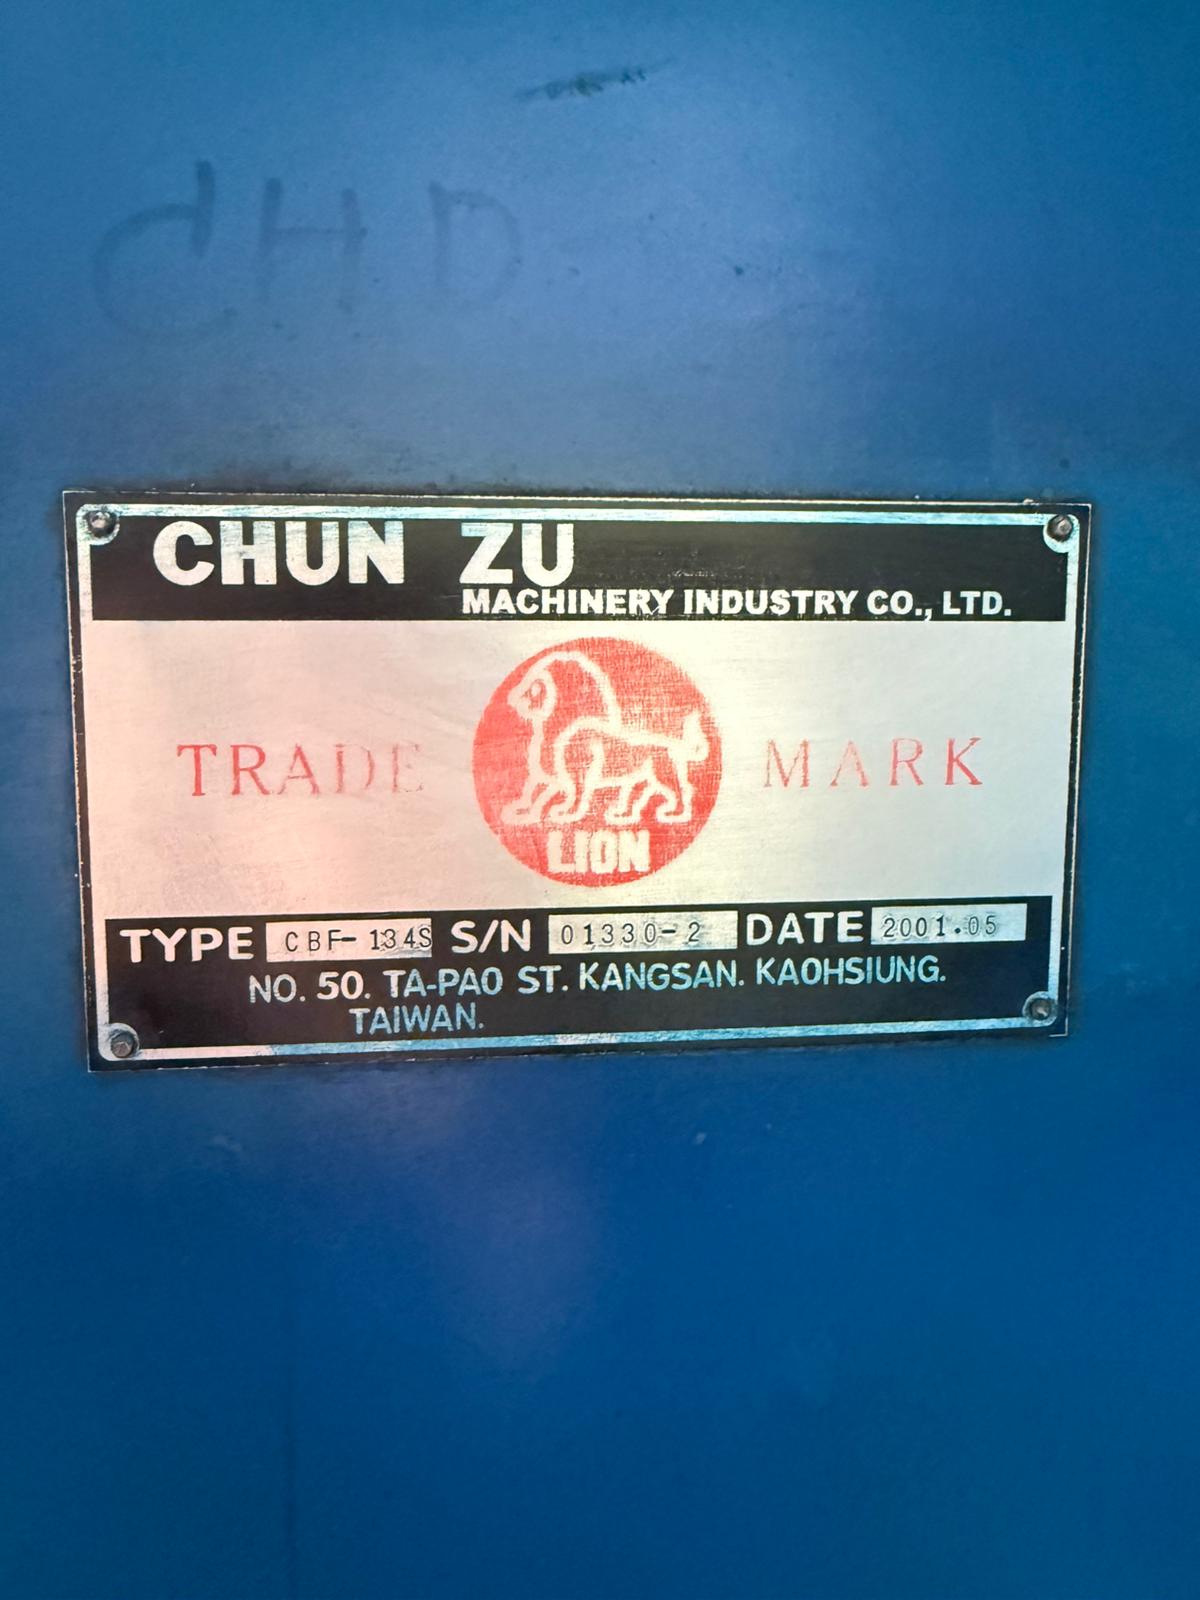 CHUN ZU
MACHINERY INDUSTRY CO., LTD.
TRADE MARK
LION
TYPE CBF-134S S/N 01330-2 DATE 2001.05
NO. 50. TA-PAO ST. KANGSAN. KAOHSIUNG.
TAIWAN.